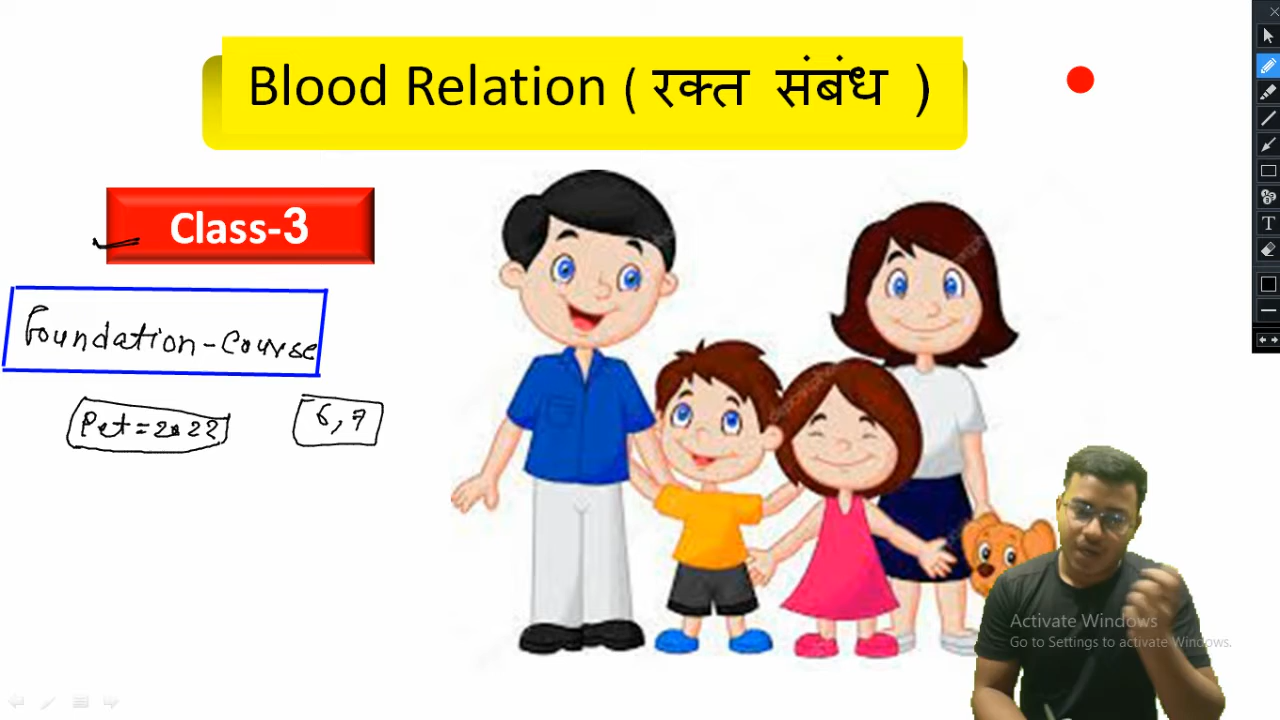 Blood Relation ( रक्त संबंध )
Class-3
Foundation-Course
Pet=2022
6,7
Activate Windows
Go to Settings to activate Windows.